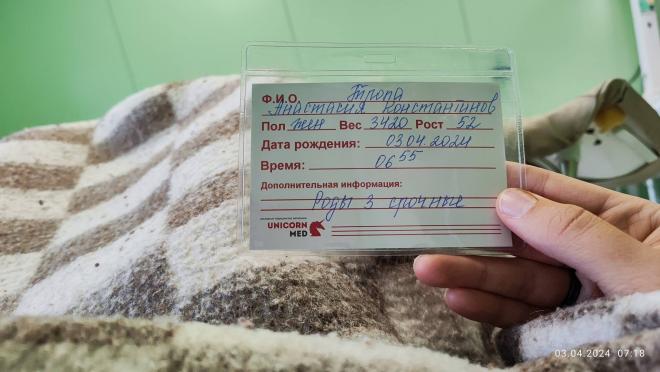 Ф.И.О. Тropa
Анастасия Константинов
Пол жен Вес 3420 Рост 52
Дата рождения: 03.04.2024
Время: 06 55
Дополнительная информация:
Роды 3 срочные
UNICORN
MED
03.04.2024 07:18